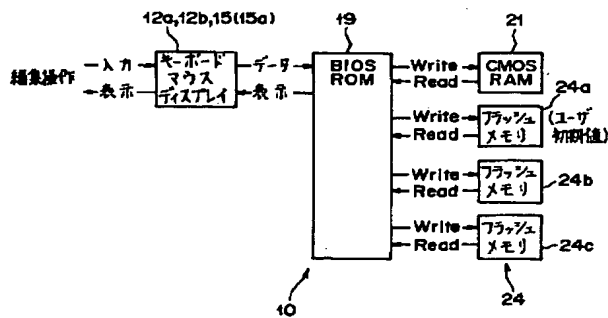 12a,12b,15(15a)
19
21
編集操作
入力
表示
キーボード
マウス
ディスプレイ
データ
表示
BIOS
ROM
Write
Read
CMOS
RAM
24a
Write
Read
フラッシュ
メモリ
(ユーザ
初期値)
Write
Read
フラッシュ
メモリ
24b
Write
Read
フラッシュ
メモリ
24c
10
24